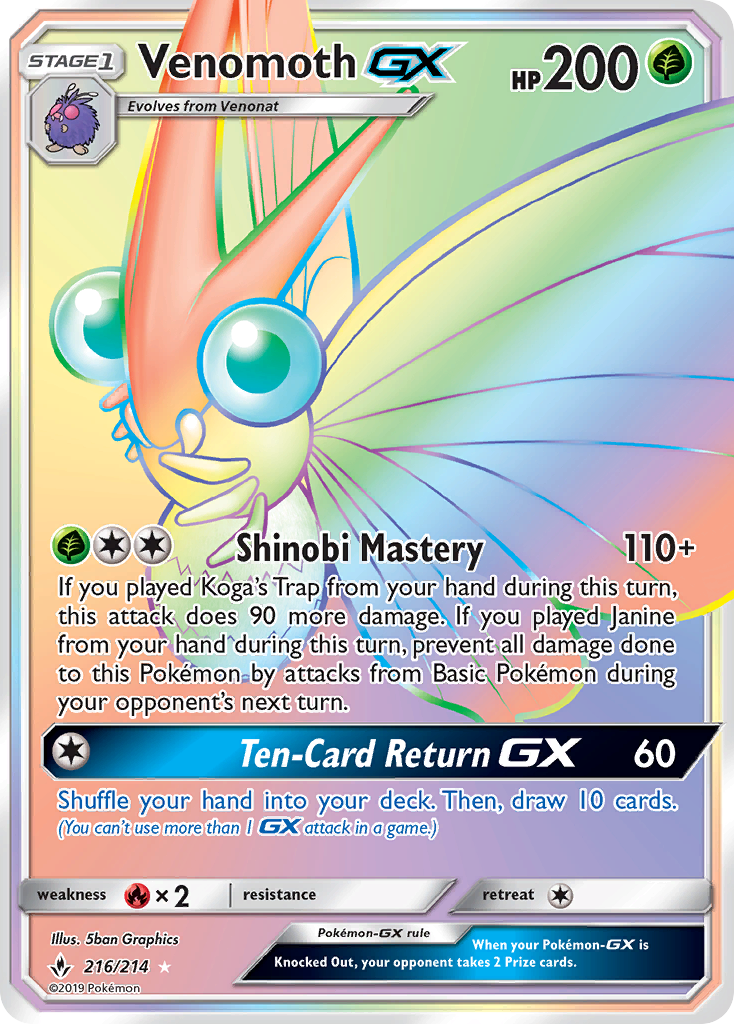 STAGE1
Venomoth GX
HP200
Evolves from Venonat
Shinobi Mastery 110+
If you played Koga's Trap from your hand during this turn,
this attack does 90 more damage. If you played Janine
from your hand during this turn, prevent all damage done
to this Pokémon by attacks from Basic Pokémon during
your opponent's next turn.
Ten-Card Return GX 60
Shuffle your hand into your deck. Then, draw 10 cards.
(You can't use more than 1 GX attack in a game.)
weakness ×2 resistance retreat
Illus. 5ban Graphics
216/214
©2019 Pokémon
Pokémon-GX rule
When your Pokémon-GX is
Knocked Out, your opponent takes 2 Prize cards.